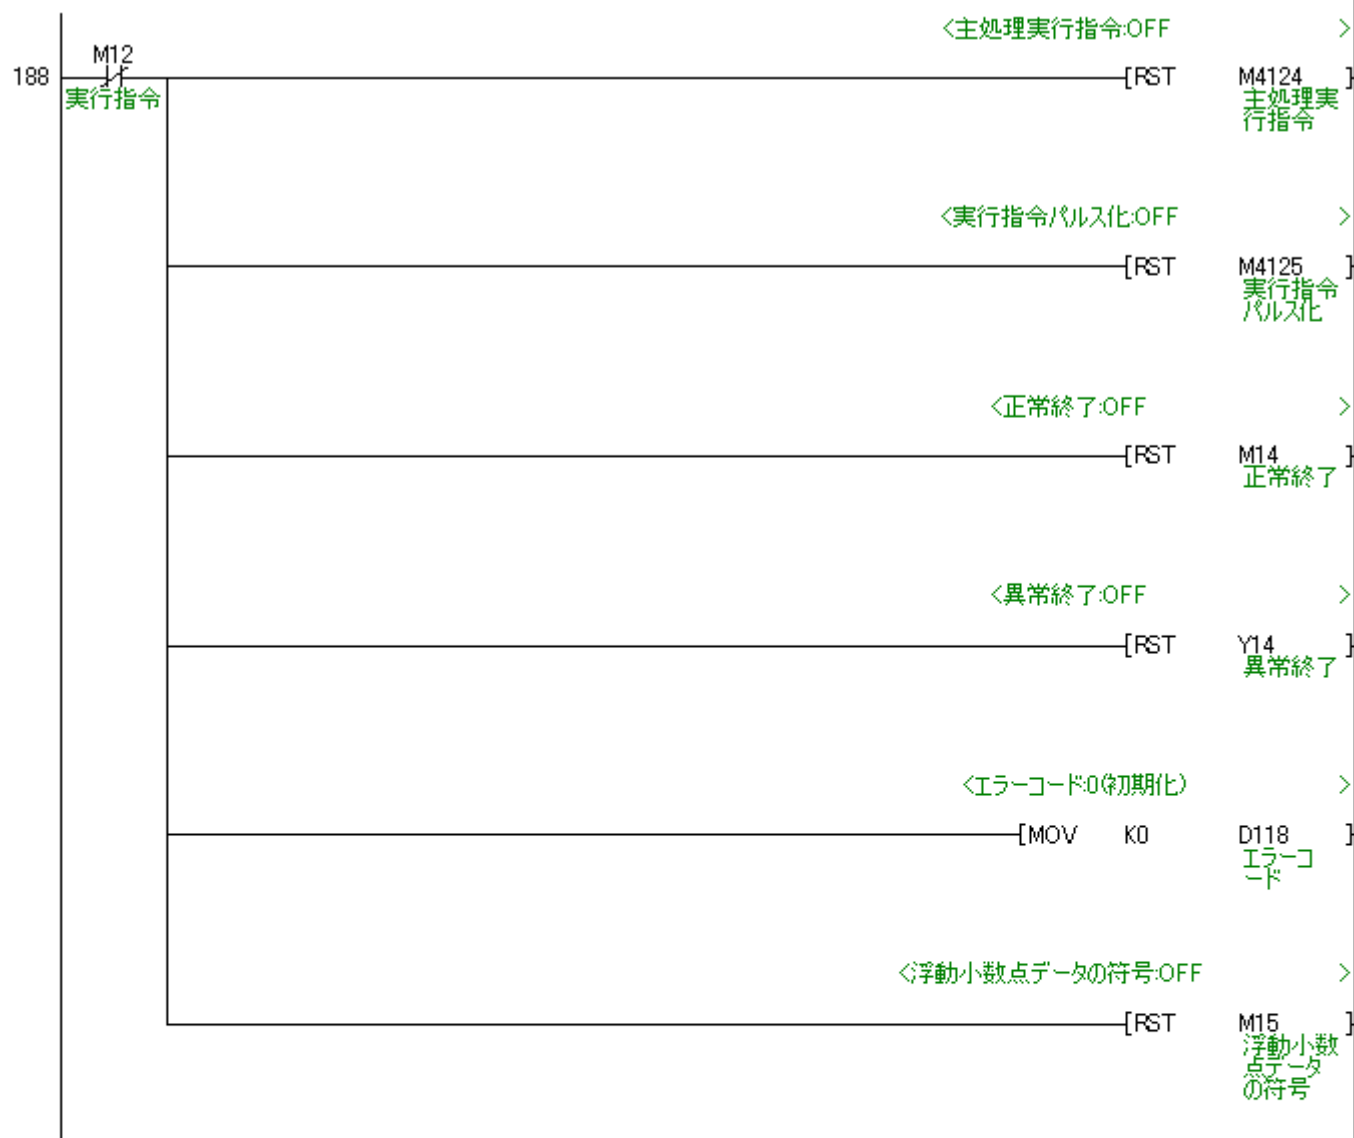 <主処理実行指令:OFF >
M12
188
[RST M4124 ]
実行指令
主処理実
行指令
<実行指令パルス化:OFF >
[RST M4125 ]
実行指令
パルス化
<正常終了:OFF >
[RST M14 ]
正常終了
<異常終了:OFF >
[RST Y14 ]
異常終了
<エラーコード:0(初期化) >
[MOV K0 D118 ]
エラーコ
ード
<浮動小数点データの符号:OFF >
[RST M15 ]
浮動小数
点データ
の符号